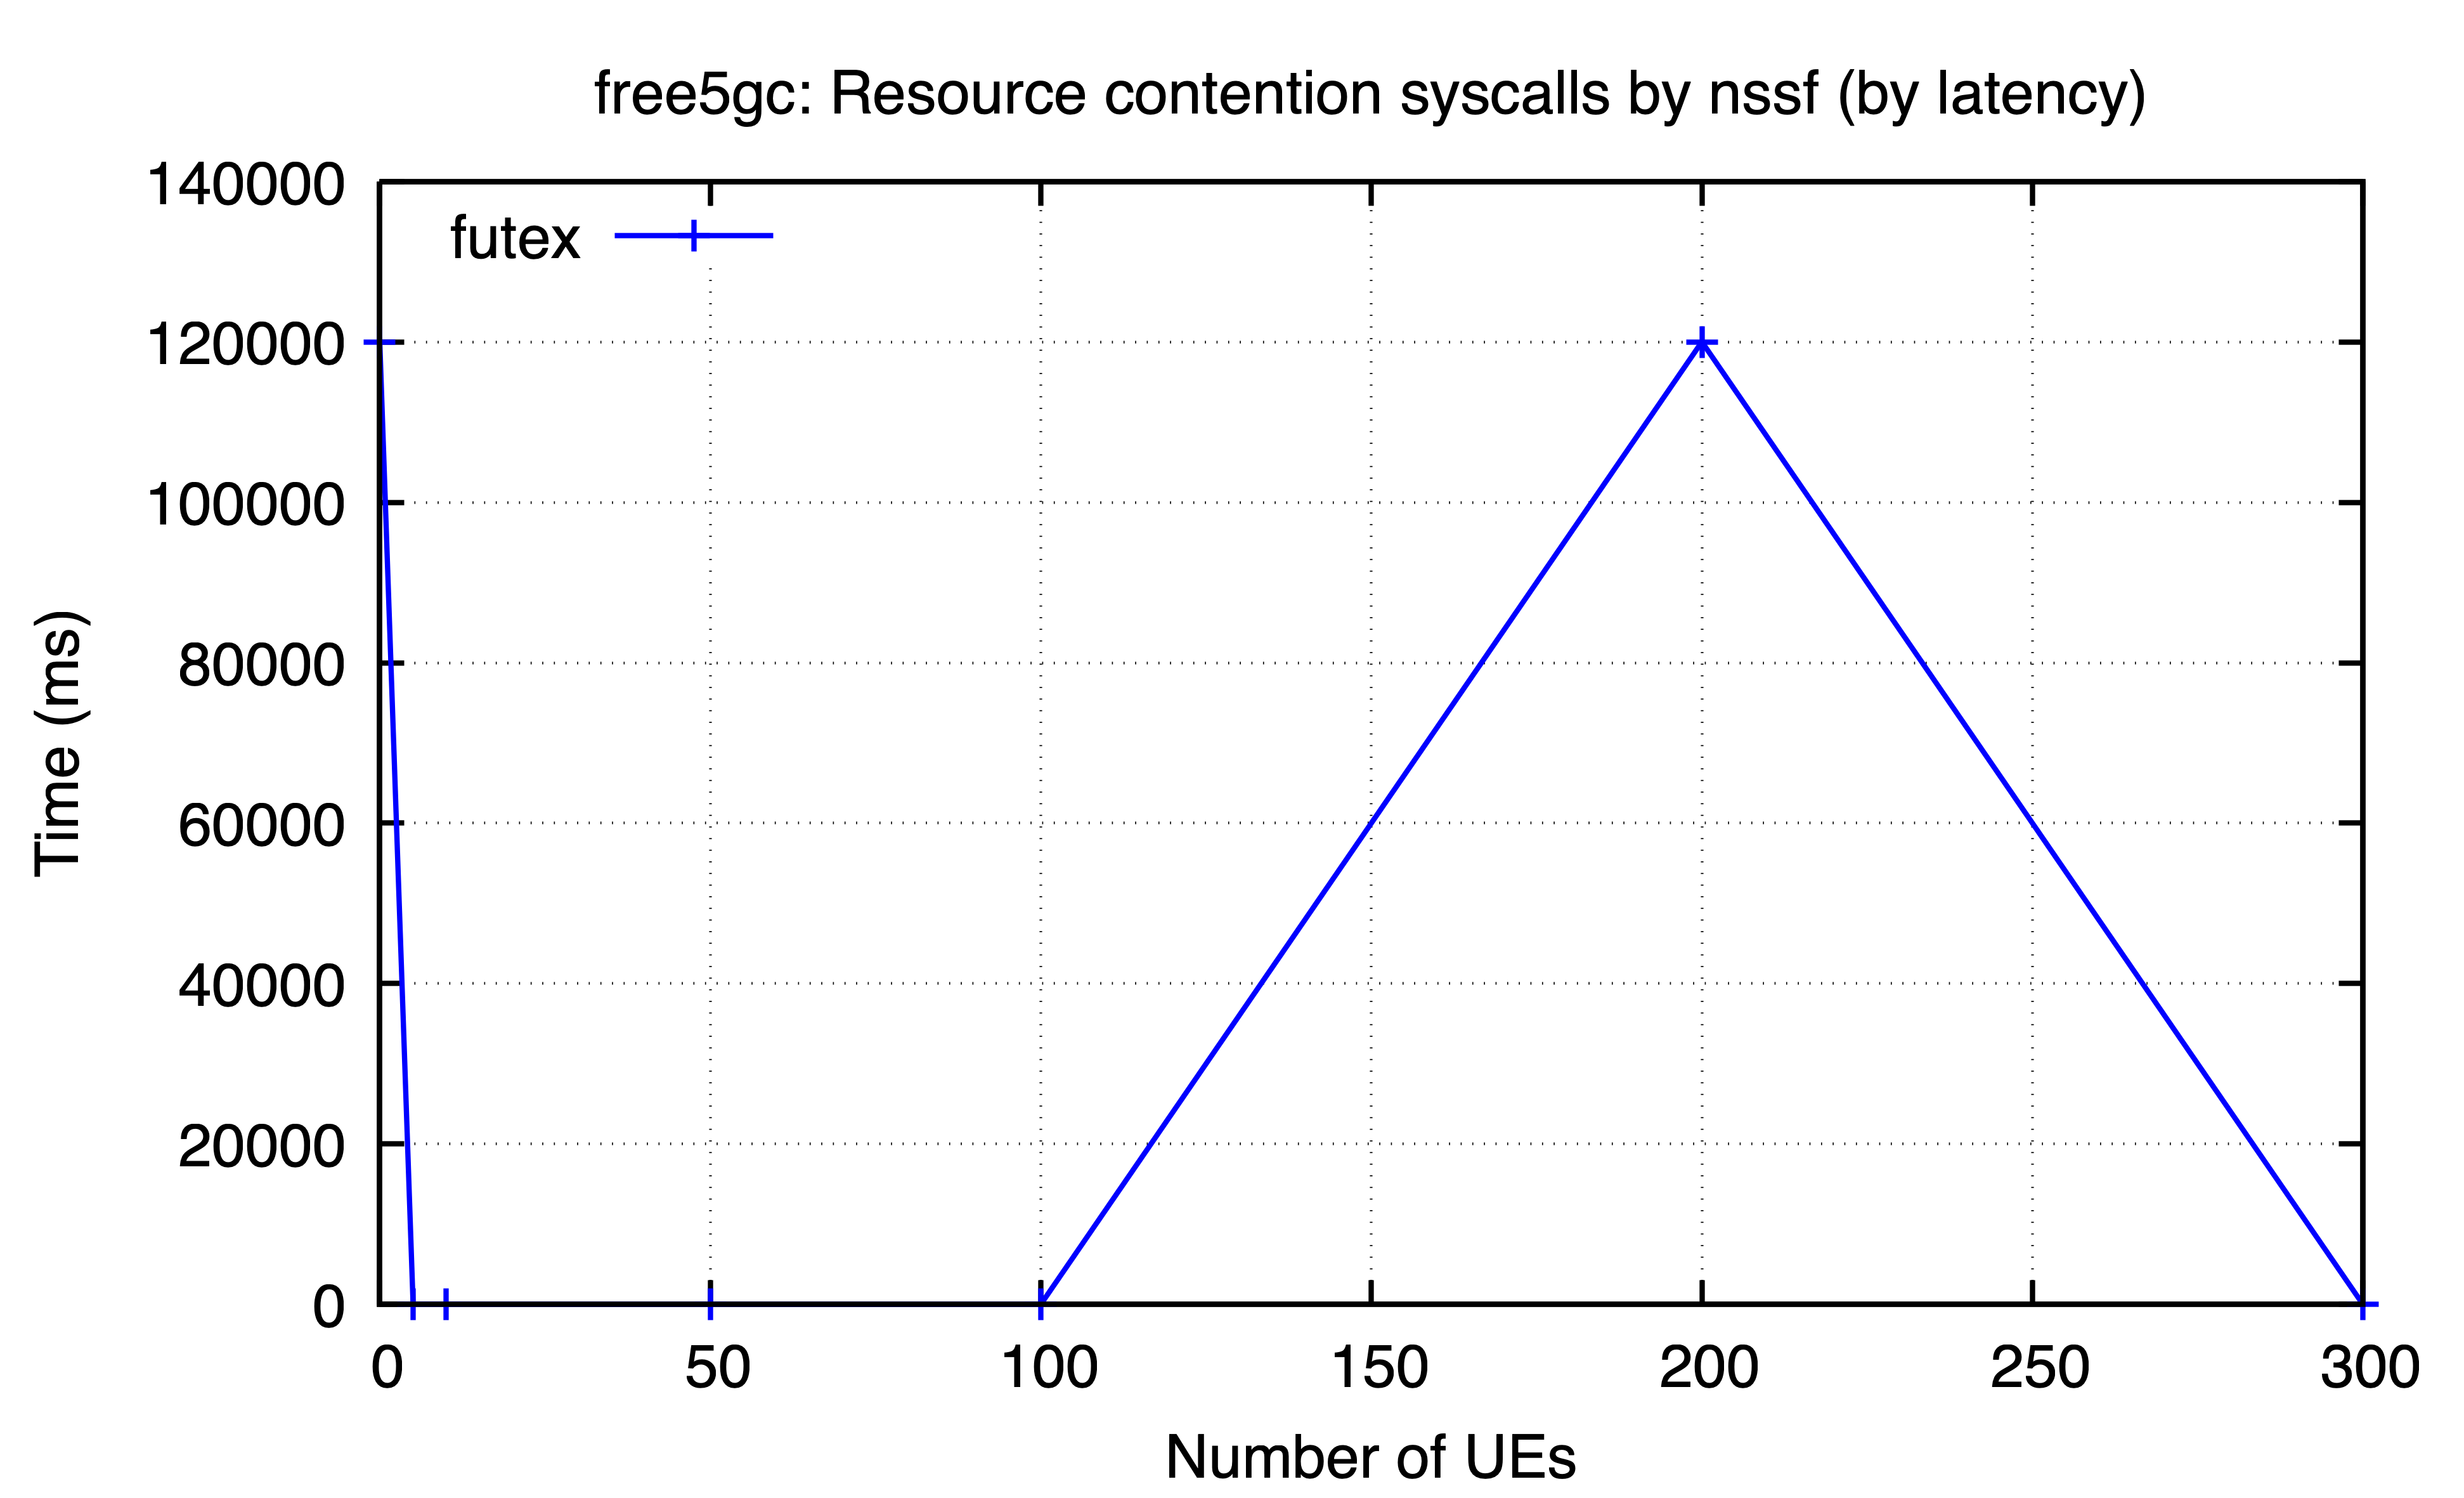 free5gc: Resource contention syscalls by nssf (by latency)
140000
futex
120000
100000
80000
60000
40000
20000
0
Time (ms)
0 50 100 150 200 250 300
Number of UEs